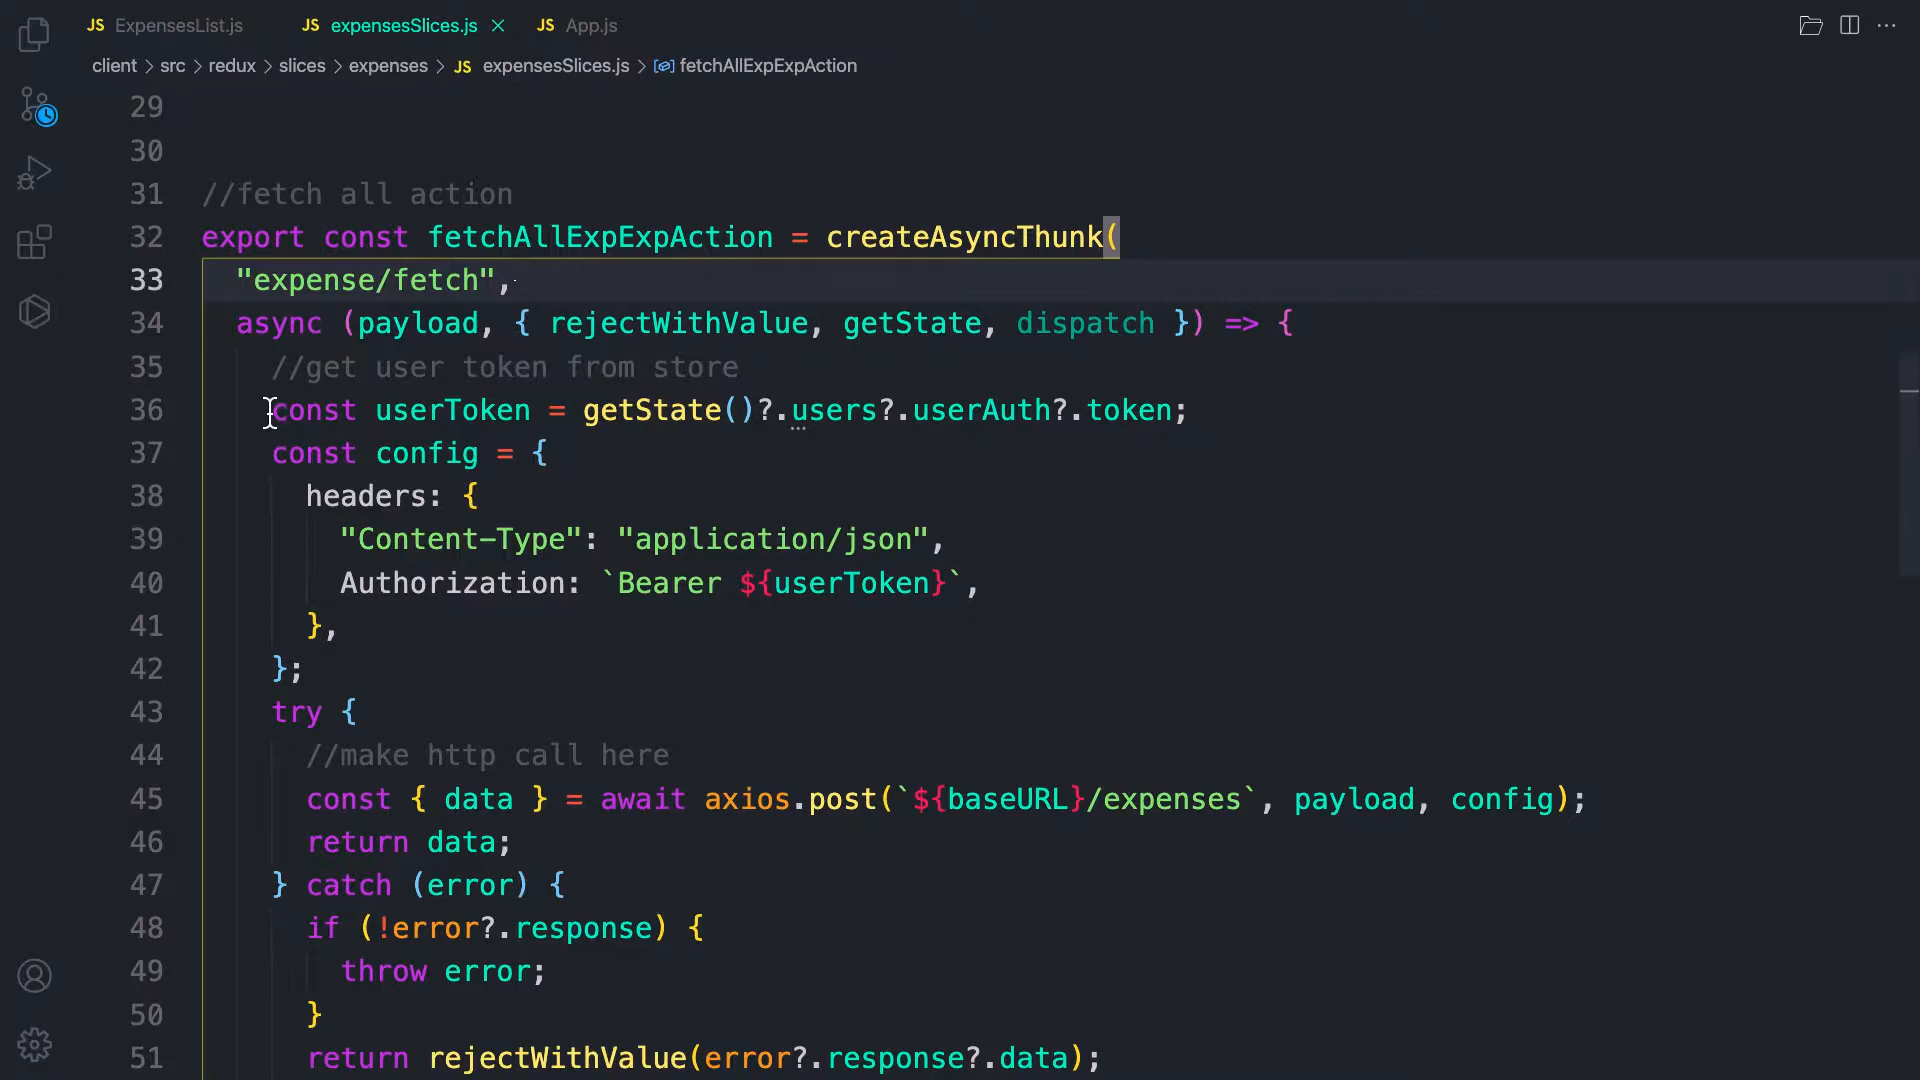 JS ExpensesList.js JS expensesSlices.js × JS App.js ···
client > src > redux > slices > expenses > JS expensesSlices.js > fetchAllExpExpAction
29
30
31 //fetch all action
32 export const fetchAllExpExpAction = createAsyncThunk(
33 "expense/fetch",
34 async (payload, { rejectWithValue, getState, dispatch }) => {
35 //get user token from store
36 const userToken = getState()?.users?.userAuth?.token;
37 const config = {
38 headers: {
39 "Content-Type": "application/json",
40 Authorization: `Bearer ${userToken}`,
41 },
42 };
43 try {
44 //make http call here
45 const { data } = await axios.post(`${baseURL}/expenses`, payload, config);
46 return data;
47 } catch (error) {
48 if (!error?.response) {
49 throw error;
50 }
51 return rejectWithValue(error?.response?.data);